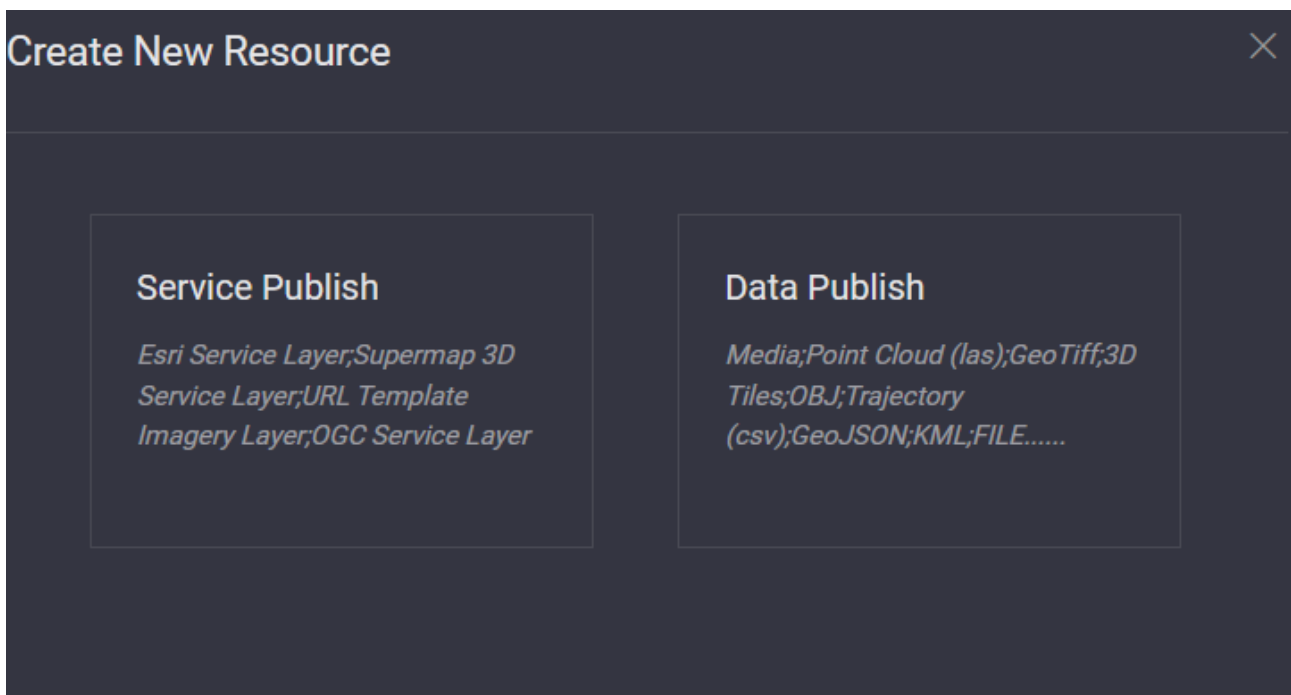 Create New Resource
Service Publish
Esri Service Layer;Supermap 3D
Service Layer;URL Template
Imagery Layer;OGC Service Layer
Data Publish
Media;Point Cloud (las);GeoTiff;3D
Tiles;OBJ;Trajectory
(csv);GeoJSON;KML;FILE......